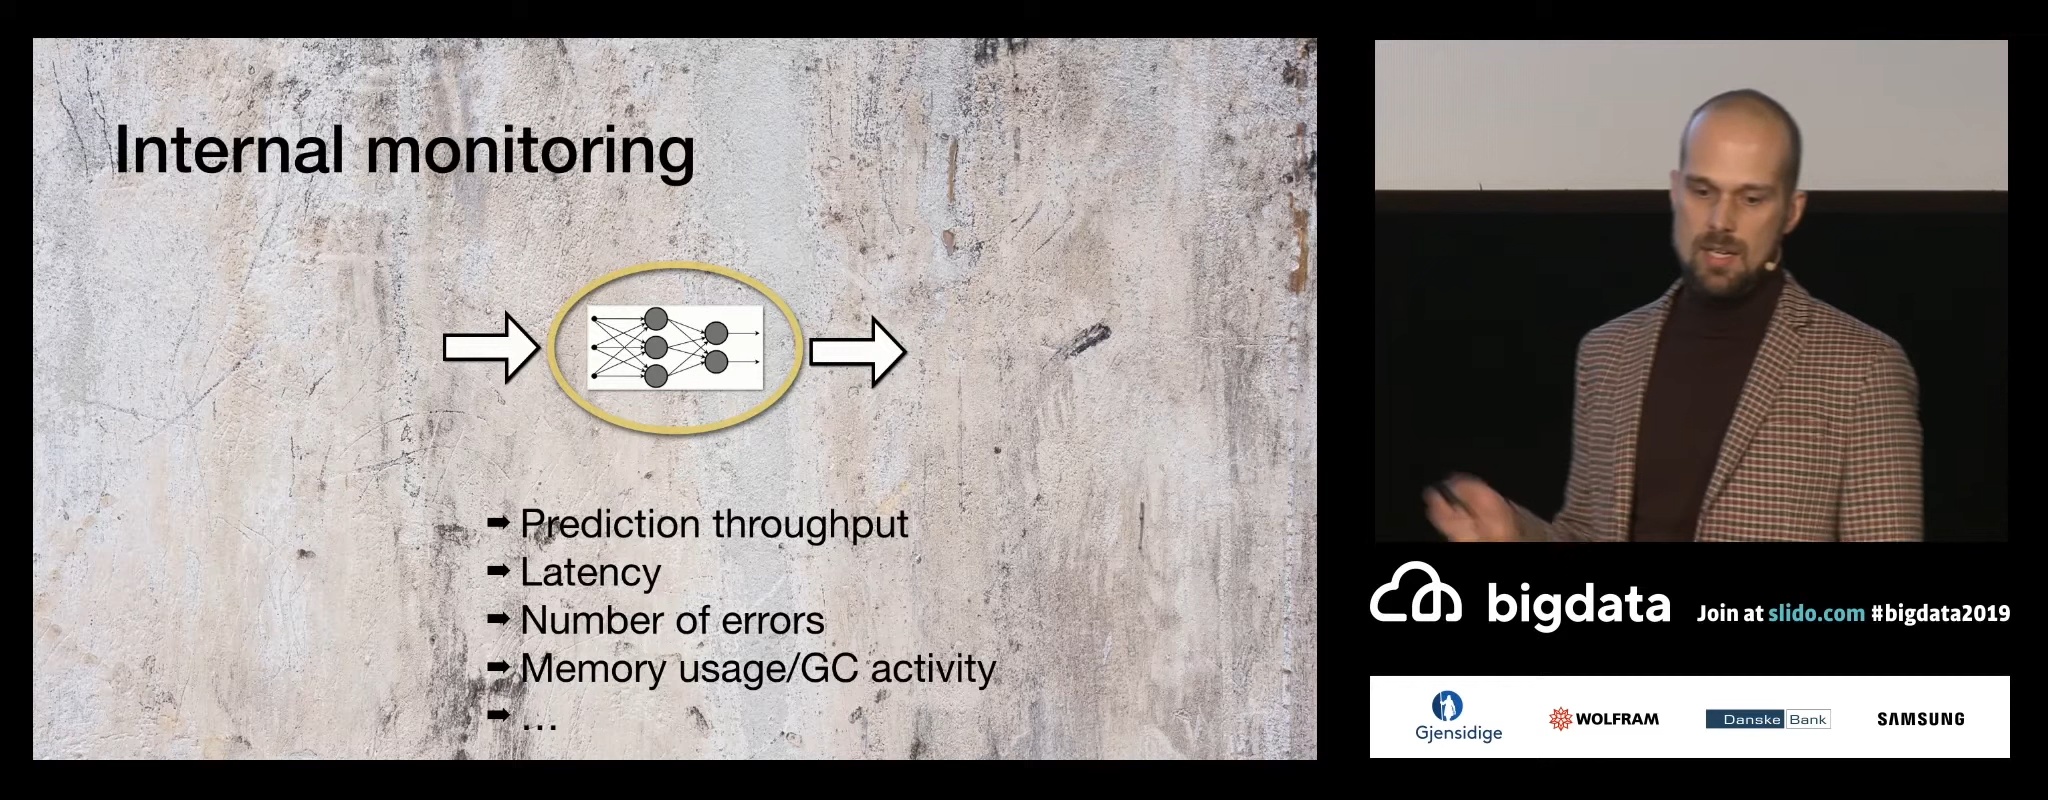 Internal monitoring
➡ Prediction throughput
➡ Latency
➡ Number of errors
➡ Memory usage/GC activity
➡ ...
bigdata
Join at slido.com #bigdata2019
Gjensidige
WOLFRAM
Danske Bank
SAMSUNG